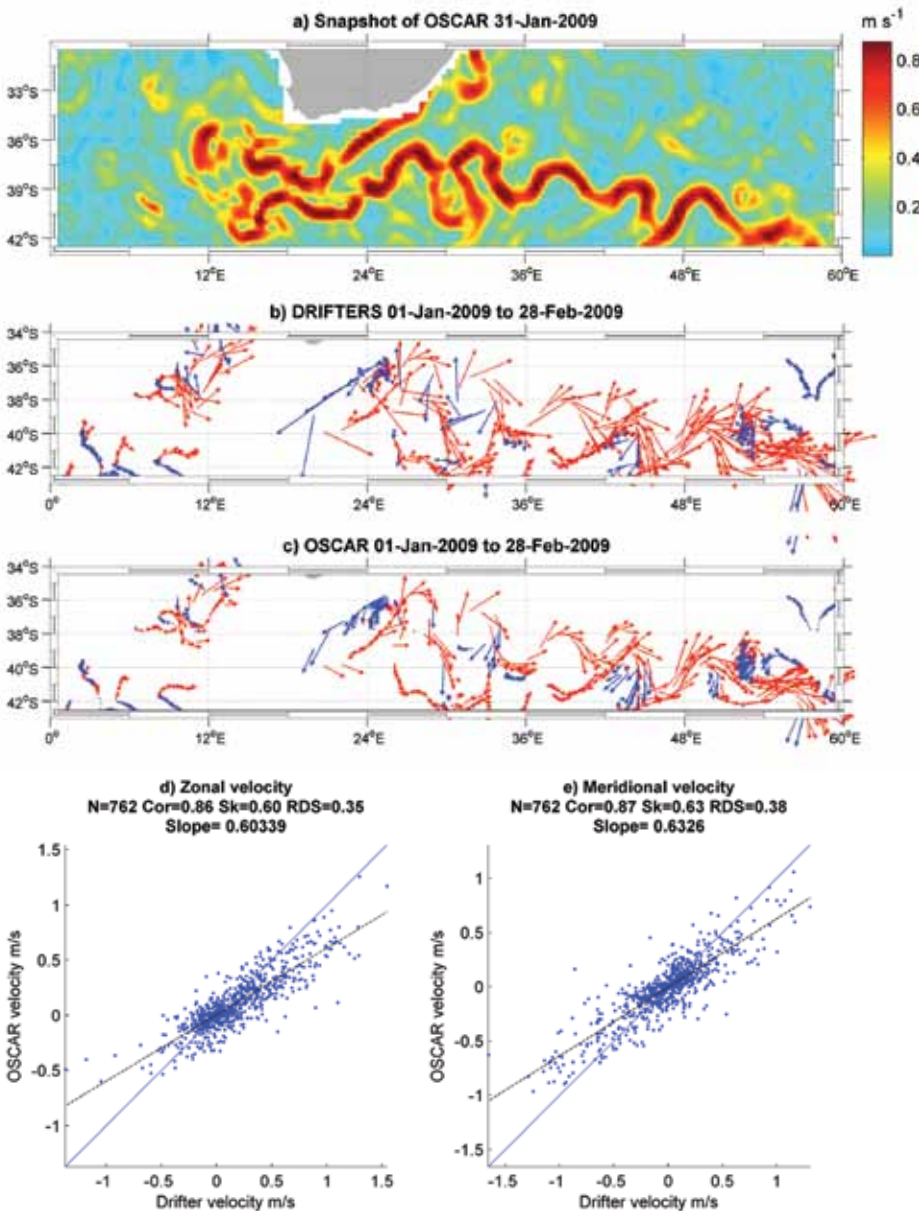 a) Snapshot of OSCAR 31-Jan-2009
m s⁻¹
0.8
0.6
0.4
0.2
33°S
36°S
39°S
42°S
12°E
24°E
36°E
48°E
60°E
b) DRIFTERS 01-Jan-2009 to 28-Feb-2009
34°S
36°S
38°S
40°S
42°S
0°
12°E
24°E
36°E
48°E
60°E
c) OSCAR 01-Jan-2009 to 28-Feb-2009
34°S
36°S
38°S
40°S
42°S
0°
12°E
24°E
36°E
48°E
60°E
d) Zonal velocity
N=762 Cor=0.86 Sk=0.60 RDS=0.35
Slope= 0.60339
1.5
1
0.5
0
-0.5
-1
OSCAR velocity m/s
-1
-0.5
0
0.5
1
1.5
Drifter velocity m/s
e) Meridional velocity
N=762 Cor=0.87 Sk=0.63 RDS=0.38
Slope= 0.6326
1
0.5
0
-0.5
-1
-1.5
OSCAR velocity m/s
-1.5
-1
-0.5
0
0.5
1
Drifter velocity m/s